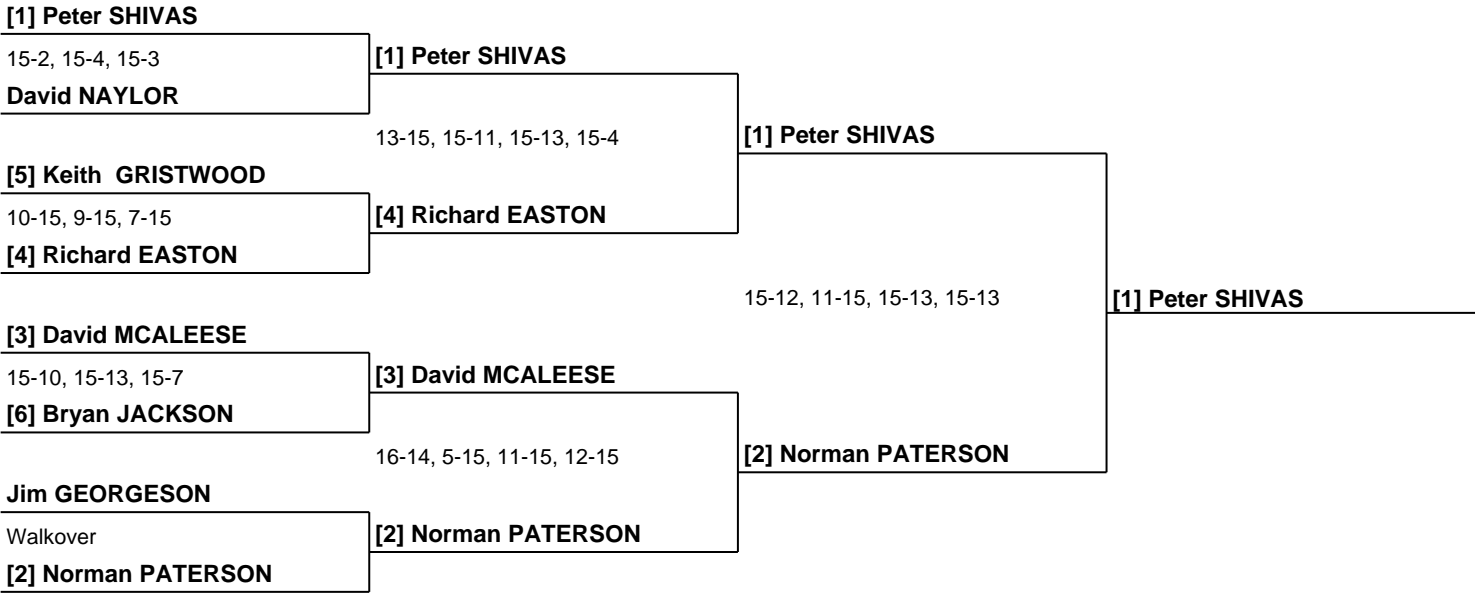 [1] Peter SHIVAS
15-2, 15-4, 15-3
[1] Peter SHIVAS
David NAYLOR
13-15, 15-11, 15-13, 15-4
[1] Peter SHIVAS
[5] Keith  GRISTWOOD
10-15, 9-15, 7-15
[4] Richard EASTON
[4] Richard EASTON
15-12, 11-15, 15-13, 15-13
[1] Peter SHIVAS
[3] David MCALEESE
15-10, 15-13, 15-7
[3] David MCALEESE
[6] Bryan JACKSON
16-14, 5-15, 11-15, 12-15
[2] Norman PATERSON
Jim GEORGESON
Walkover
[2] Norman PATERSON
[2] Norman PATERSON